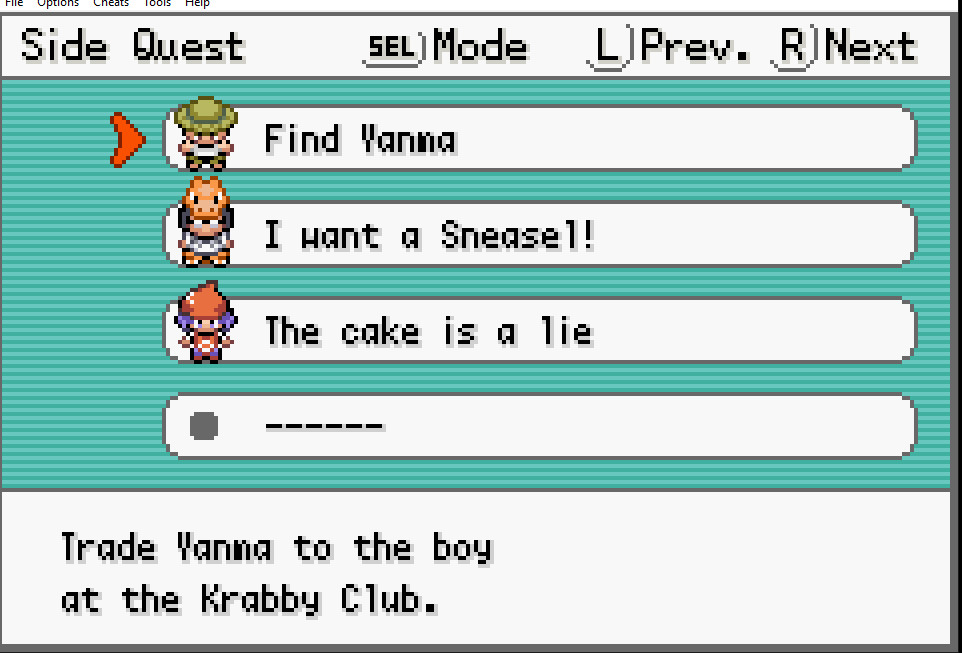 File Options Cheats Tools Help
Side Quest SEL Mode L Prev. R Next
Find Yanma
I want a Sneasel!
The cake is a lie
------
Trade Yanma to the boy
at the Krabby Club.